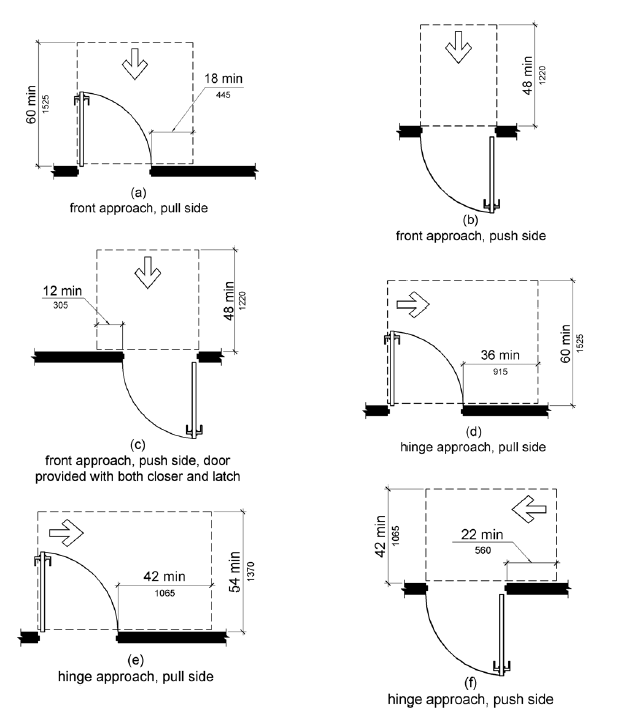 60 min
1525
18 min
445
(a)
front approach, pull side
48 min
1220
(b)
front approach, push side
12 min
305
48 min
1220
(c)
front approach, push side, door
provided with both closer and latch
36 min
915
60 min
1525
(d)
hinge approach, pull side
42 min
1065
54 min
1370
(e)
hinge approach, pull side
42 min
1065
22 min
560
(f)
hinge approach, push side